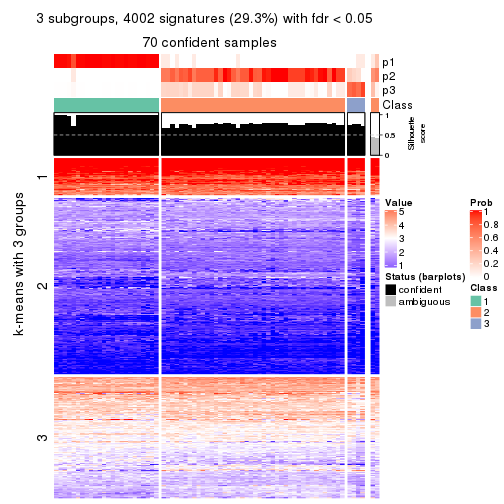 3 subgroups, 4002 signatures (29.3%) with fdr < 0.05
70 confident samples
p1
p2
p3
Class
1
0.5
0
Silhouette
score
k-means with 3 groups
1
2
3
Value
5
4
3
2
1
Status (barplots)
confident
ambiguous
Prob
1
0.8
0.6
0.4
0.2
0
Class
1
2
3